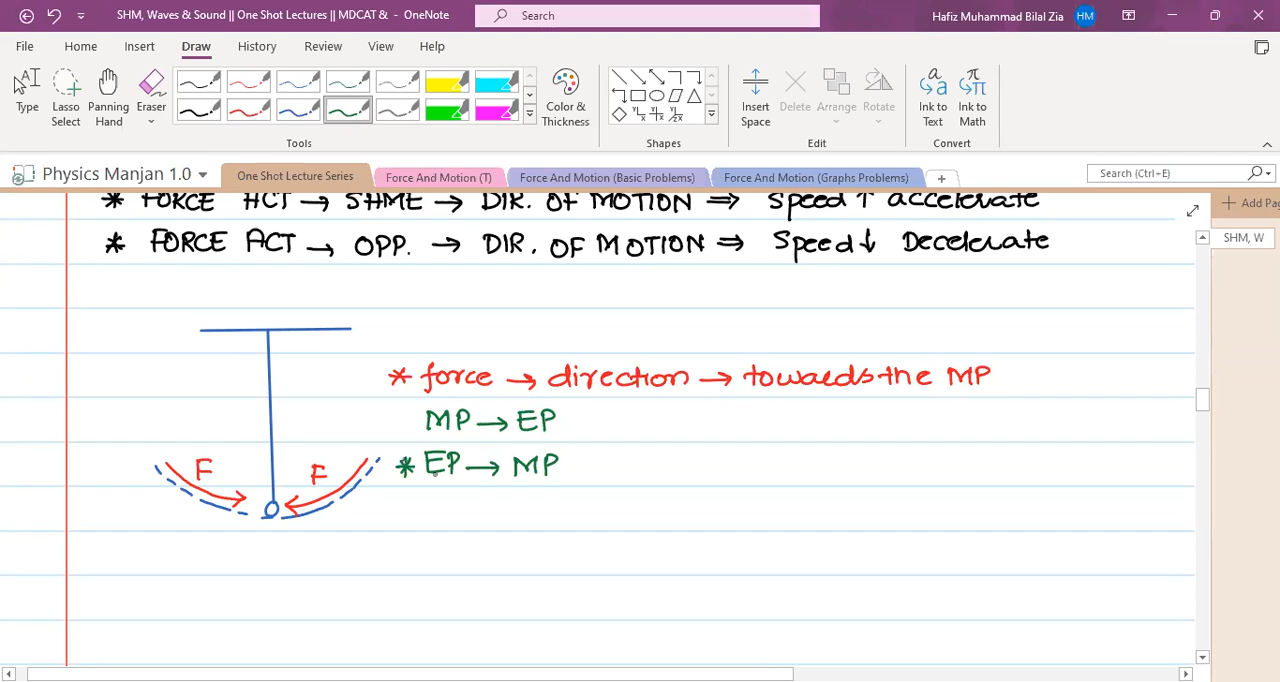 SHM, Waves & Sound || One Shot Lectures || MDCAT & - OneNote
Search
Hafiz Muhammad Bilal Zia HM
File Home Insert Draw History Review View Help
Type
Lasso Select
Panning Hand
Eraser
Color & Thickness
Insert Space
Delete
Arrange
Rotate
Ink to Text
Ink to Math
Tools Shapes Edit Convert
Physics Manjan 1.0
One Shot Lecture Series
Force And Motion (T)
Force And Motion (Basic Problems)
Force And Motion (Graphs Problems)
Search (Ctrl+E)
Add Pag
SHM, W
* FORCE ACT → SAME → DIR. OF MOTION ⇒ Speed ↑ accelerate
* FORCE ACT → OPP. → DIR. OF MOTION ⇒ Speed ↓ Decelerate
* force → direction → towards the MP
MP → EP
* EP → MP
F F